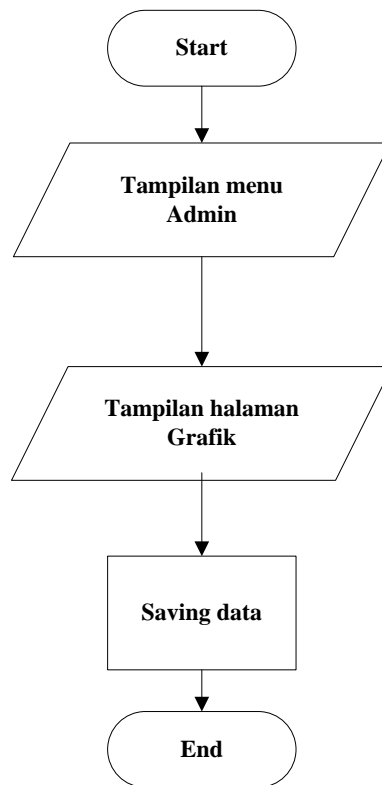 Start
Tampilan menu
Admin
Tampilan halaman
Grafik
Saving data
End